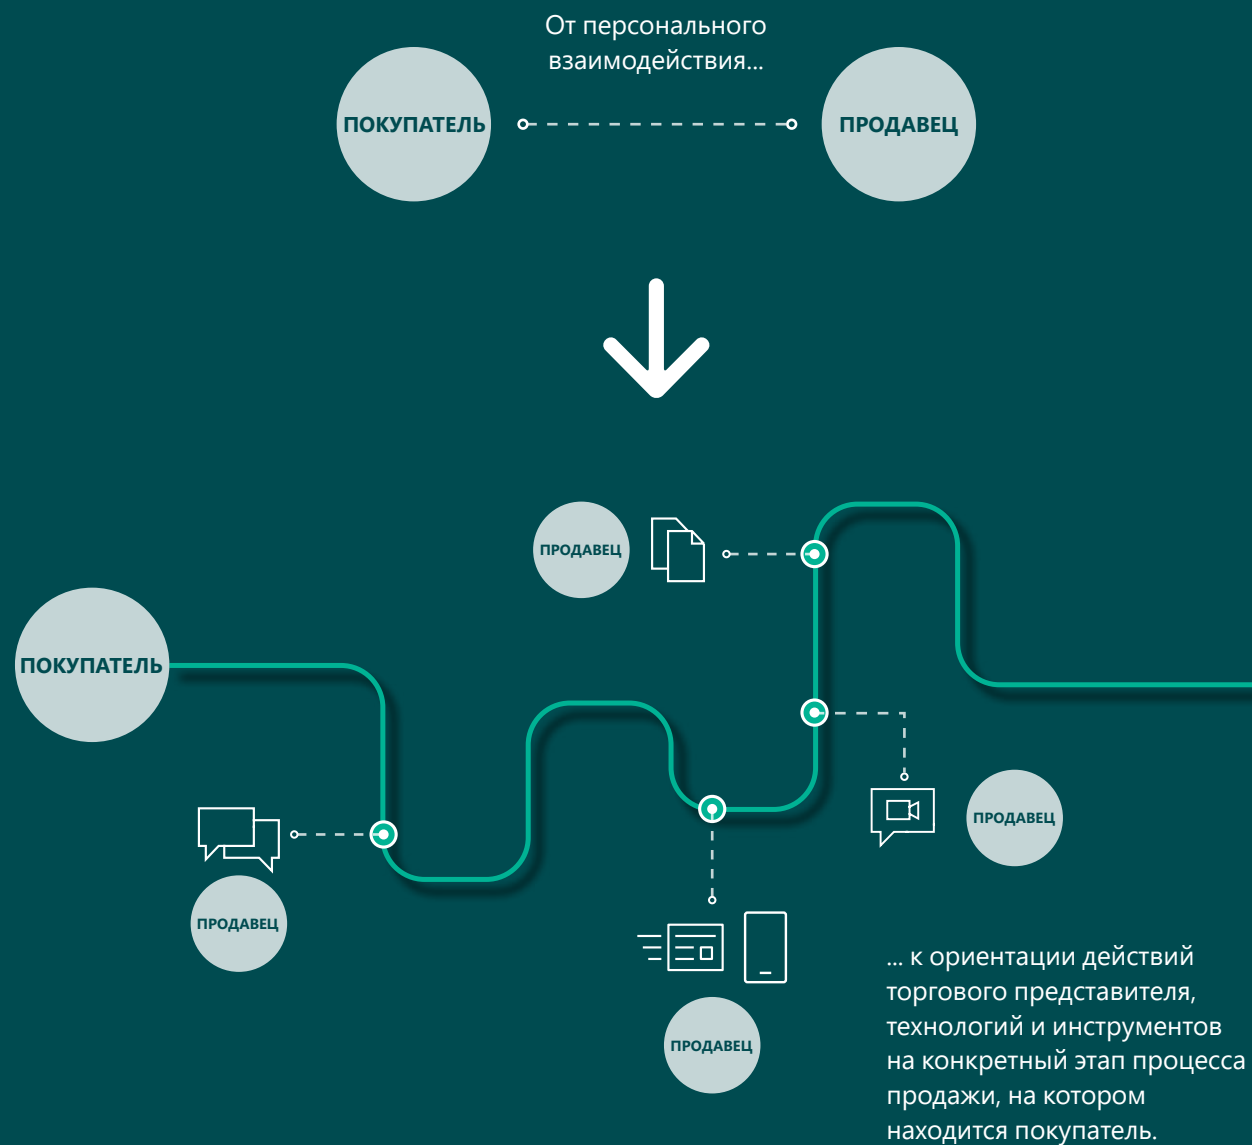 От персонального
взаимодействия...
ПОКУПАТЕЛЬ
ПРОДАВЕЦ
ПРОДАВЕЦ
ПОКУПАТЕЛЬ
ПРОДАВЕЦ
ПРОДАВЕЦ
ПРОДАВЕЦ
... к ориентации действий
торгового представителя,
технологий и инструментов
на конкретный этап процесса
продажи, на котором
находится покупатель.